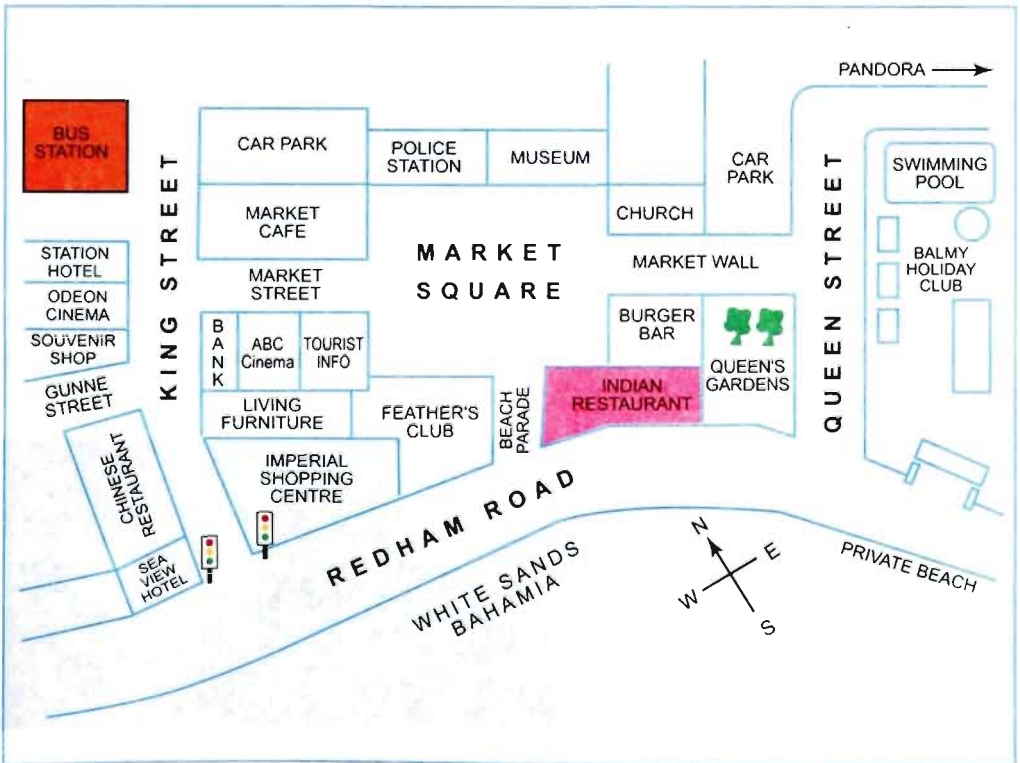 PANDORA
BUS
STATION
CAR PARK
POLICE
STATION
MUSEUM
CAR
PARK
SWIMMING
POOL
KING STREET
MARKET
CAFE
CHURCH
QUEEN STREET
STATION
HOTEL
MARKET
SQUARE
MARKET WALL
BALMY
HOLIDAY
CLUB
ODEON
CINEMA
MARKET
STREET
SOUVENIR
SHOP
BANK
ABC
Cinema
TOURIST
INFO
BURGER
BAR
QUEEN'S
GARDENS
GUNNE
STREET
LIVING
FURNITURE
FEATHER'S
CLUB
BEACH
PARADE
INDIAN
RESTAURANT
CHINESE
RESTAURANT
IMPERIAL
SHOPPING
CENTRE
REDHAM ROAD
SEA
VIEW
HOTEL
WHITE SANDS
BAHAMIA
N
E
W
S
PRIVATE BEACH